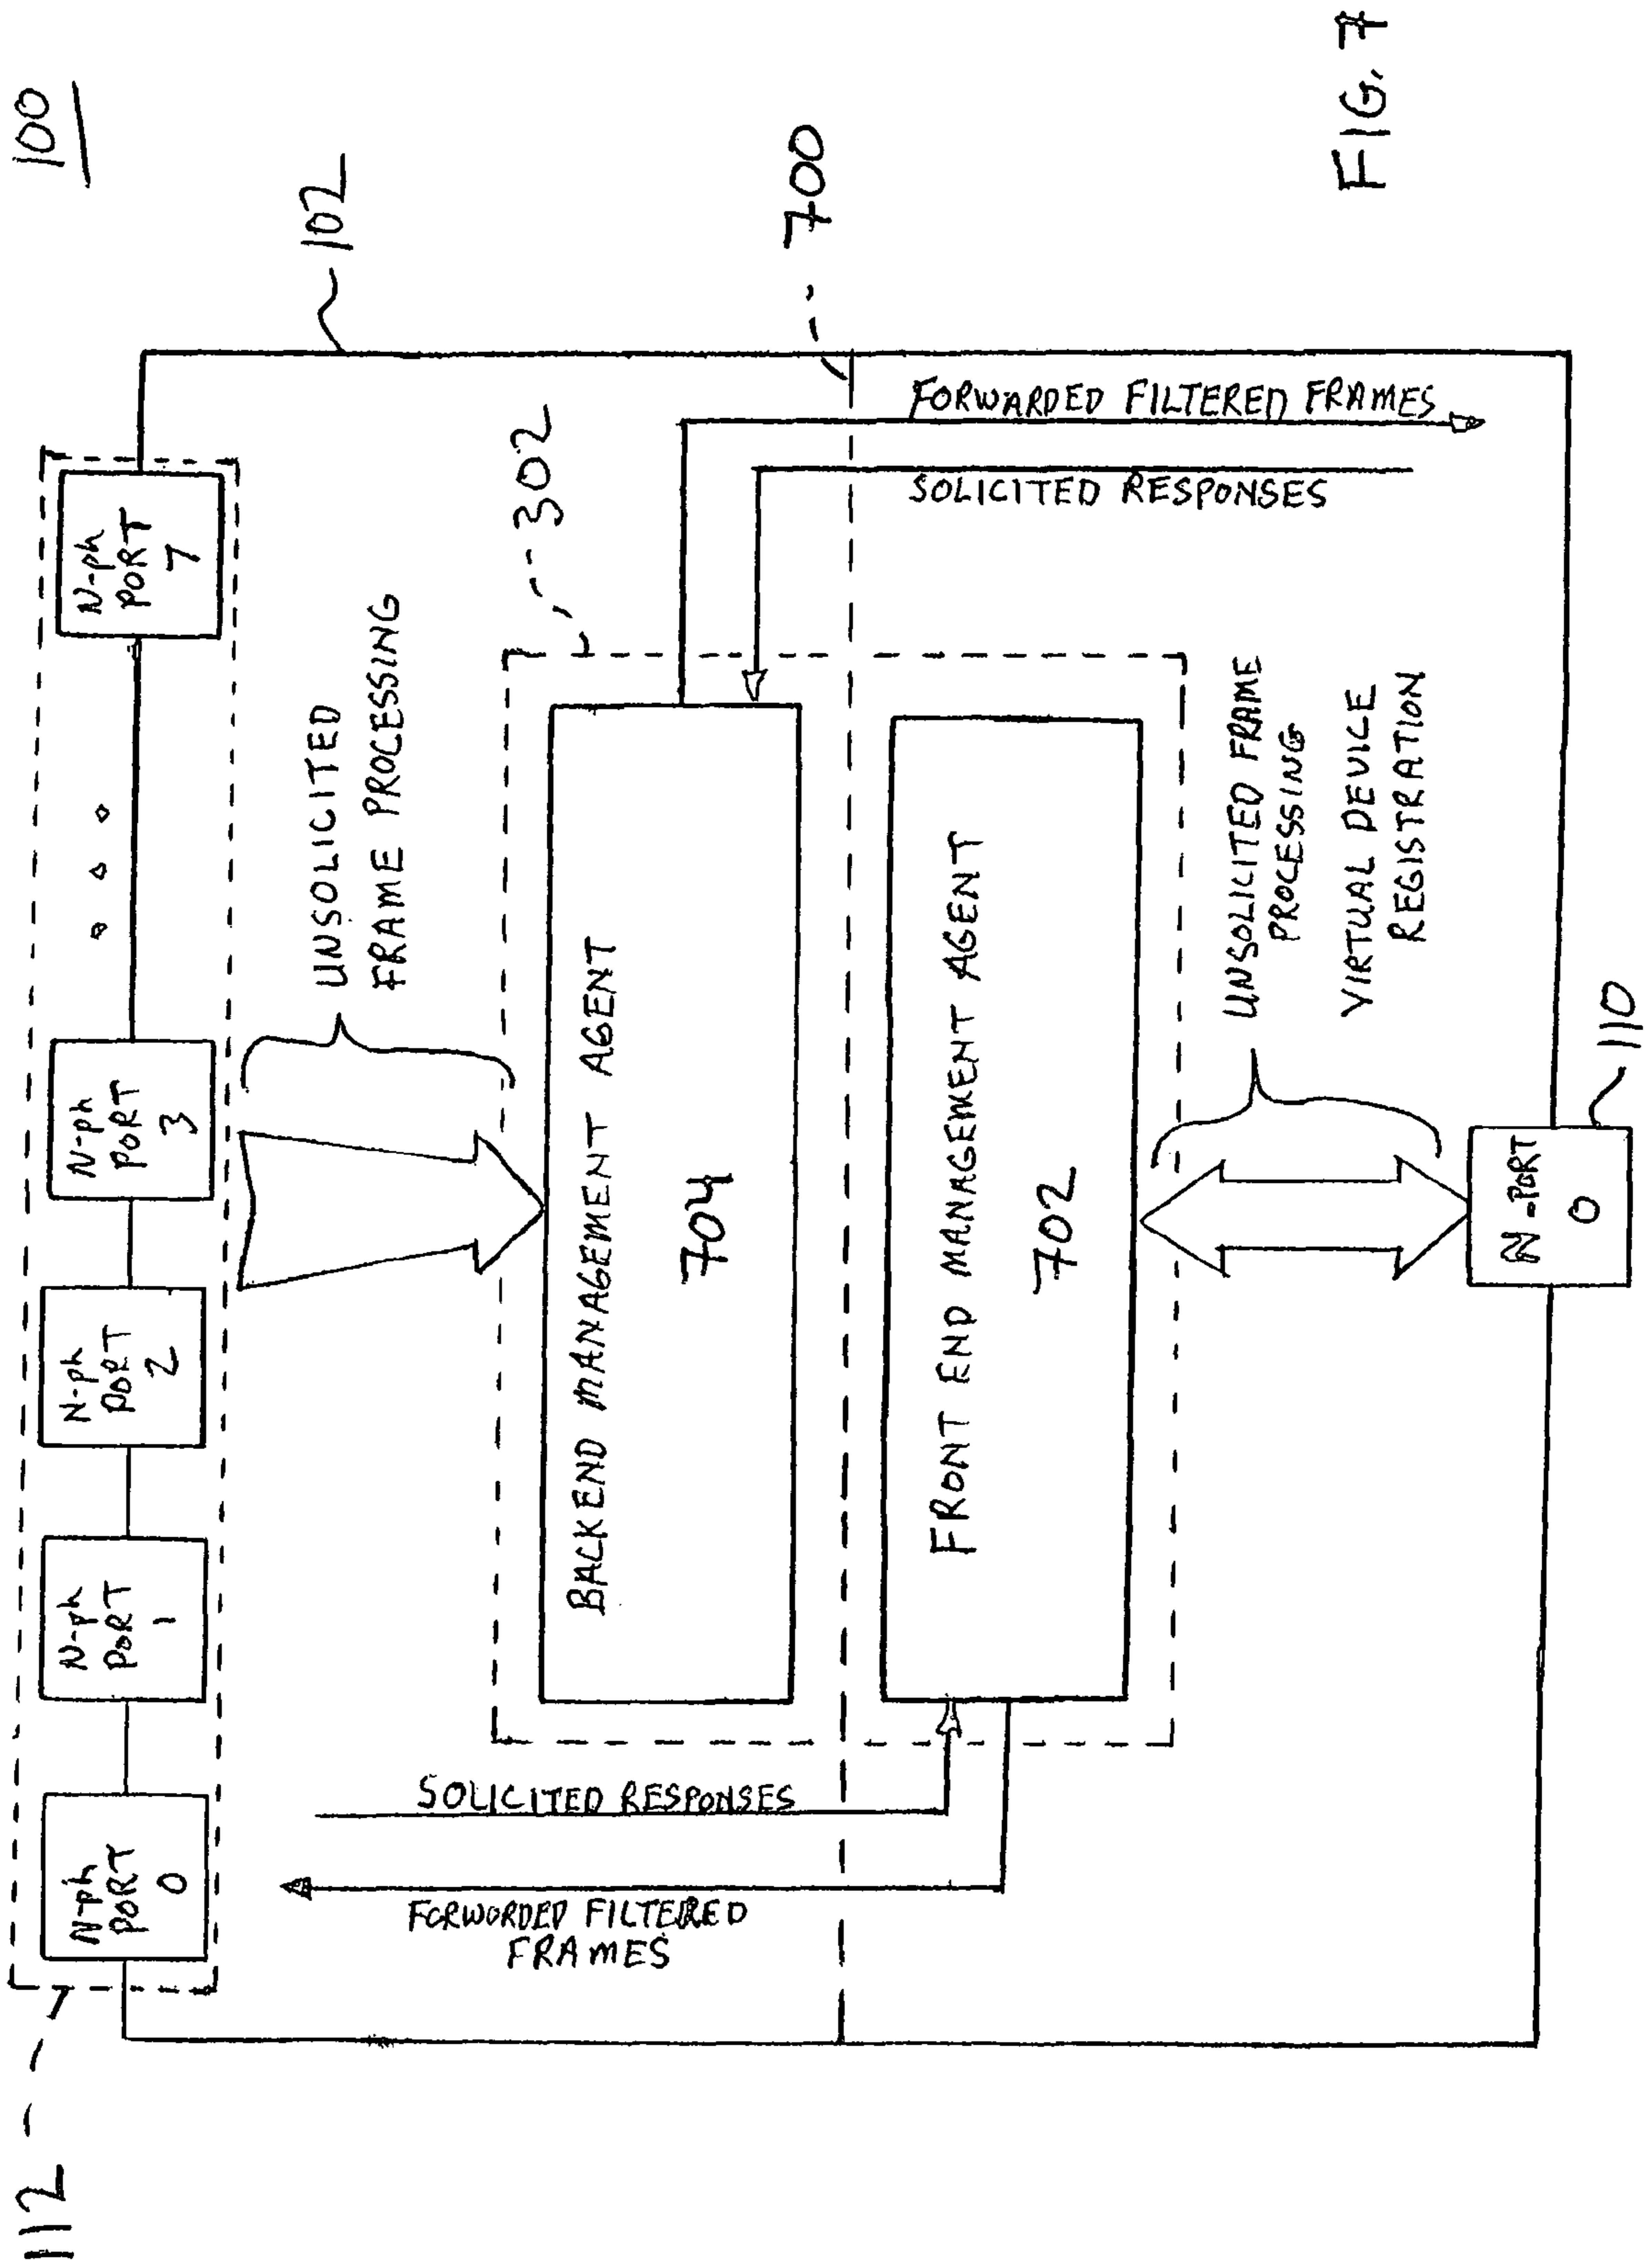 100
112
102
N-ph
PORT
0
N-ph
PORT
1
N-ph
PORT
2
N-ph
PORT
3
N-ph
PORT
7
UNSOLICITED
FRAME PROCESSING
302
SOLICITED RESPONSES
FORWORDED FILTERED
FRAMES
BACKEND MANAGEMENT AGENT
704
700
FORWARDED FILTERED FRAMES
SOLICITED RESPONSES
FRONT END MANAGEMENT AGENT
702
UNSOLICITED FRAME
PROCESSING
VIRTUAL DEVICE
REGISTRATION
N-PORT
0
110
FIG. 7